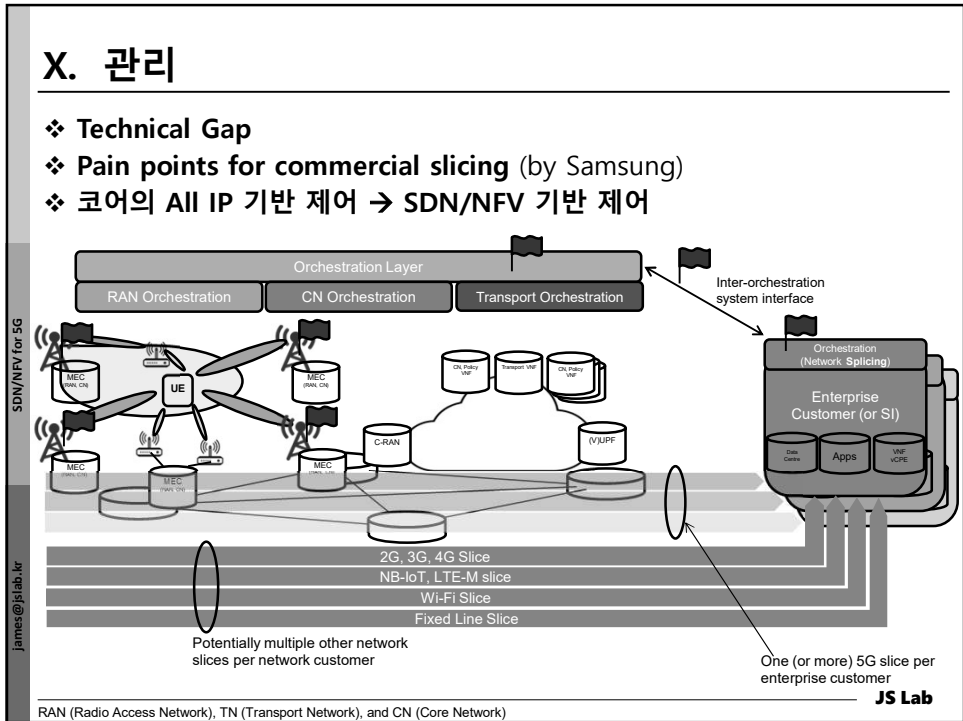 X. 관리
❖ Technical Gap
❖ Pain points for commercial slicing (by Samsung)
❖ 코어의 All IP 기반 제어 → SDN/NFV 기반 제어
SDN/NFV for 5G
james@jslab.kr
Orchestration Layer
RAN Orchestration
CN Orchestration
Transport Orchestration
Inter-orchestration
system interface
Orchestration
(Network Splicing)
Enterprise
Customer (or SI)
Data
Centre
Apps
VNF
vCPE
MEC
(RAN, CN)
UE
MEC
(RAN, CN)
CN, Policy
VNF
Transport VNF
CN, Policy
VNF
C-RAN
(V)UPF
MEC
(RAN, CN)
MEC
(RAN, CN)
MEC
(RAN, CN)
2G, 3G, 4G Slice
NB-IoT, LTE-M slice
Wi-Fi Slice
Fixed Line Slice
Potentially multiple other network
slices per network customer
One (or more) 5G slice per
enterprise customer
JS Lab
RAN (Radio Access Network), TN (Transport Network), and CN (Core Network)